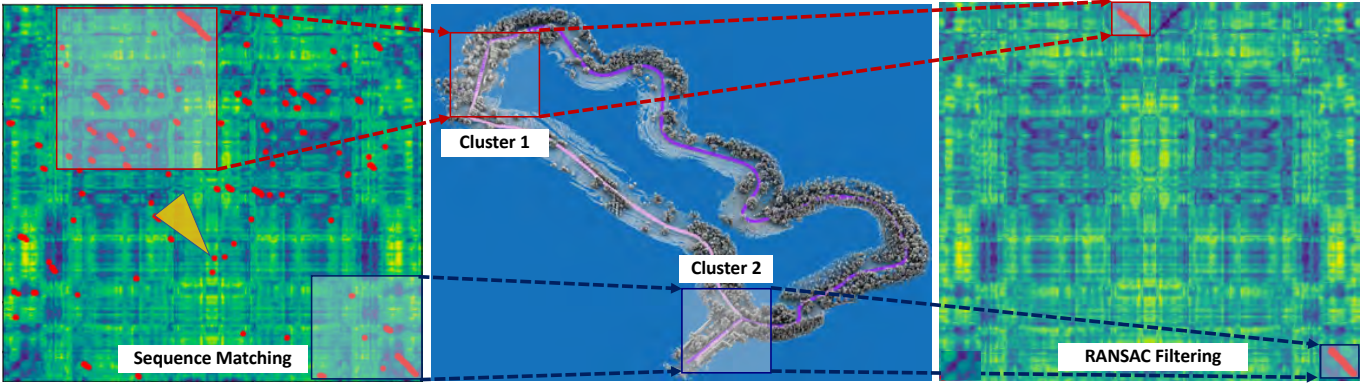 Cluster 1
Cluster 2
Sequence Matching
RANSAC Filtering